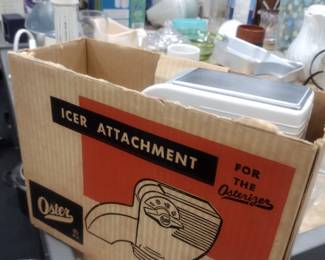 ICER ATTACHMENT
FOR
THE
Osterizer
Oster